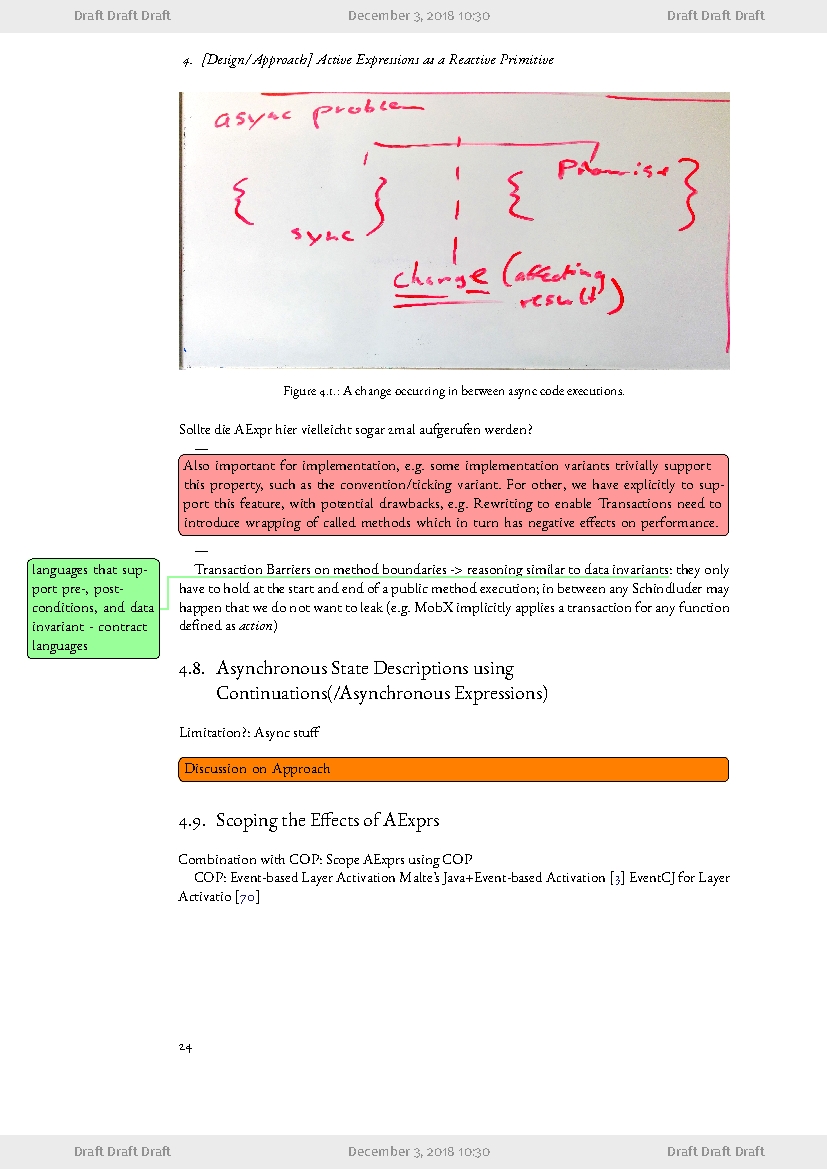 Draft Draft Draft December 3, 2018 10:30 Draft Draft Draft
4. [Design/Approach] Active Expressions as a Reactive Primitive
async problem
{ } { Promise }
sync
change (affecting
result)
Figure 4.1.: A change occurring in between async code executions.
Sollte die AExpr hier vielleicht sogar 2mal aufgerufen werden?
—
Also important for implementation, e.g. some implementation variants trivially support
this property, such as the convention/ticking variant. For other, we have explicitly to sup-
port this feature, with potential drawbacks, e.g. Rewriting to enable Transactions need to
introduce wrapping of called methods which in turn has negative effects on performance.
—
languages that sup-
port pre-, post-
conditions, and data
invariant - contract
languages
Transaction Barriers on method boundaries -> reasoning similar to data invariants: they only
have to hold at the start and end of a public method execution; in between any Schindluder may
happen that we do not want to leak (e.g. MobX implicitly applies a transaction for any function
defined as action)
4.8. Asynchronous State Descriptions using
Continuations(/Asynchronous Expressions)
Limitation?: Async stuff
Discussion on Approach
4.9. Scoping the Effects of AExprs
Combination with COP: Scope AExprs using COP
COP: Event-based Layer Activation Malte's Java+Event-based Activation [3] EventCJ for Layer
Activatio [70]
24
Draft Draft Draft December 3, 2018 10:30 Draft Draft Draft